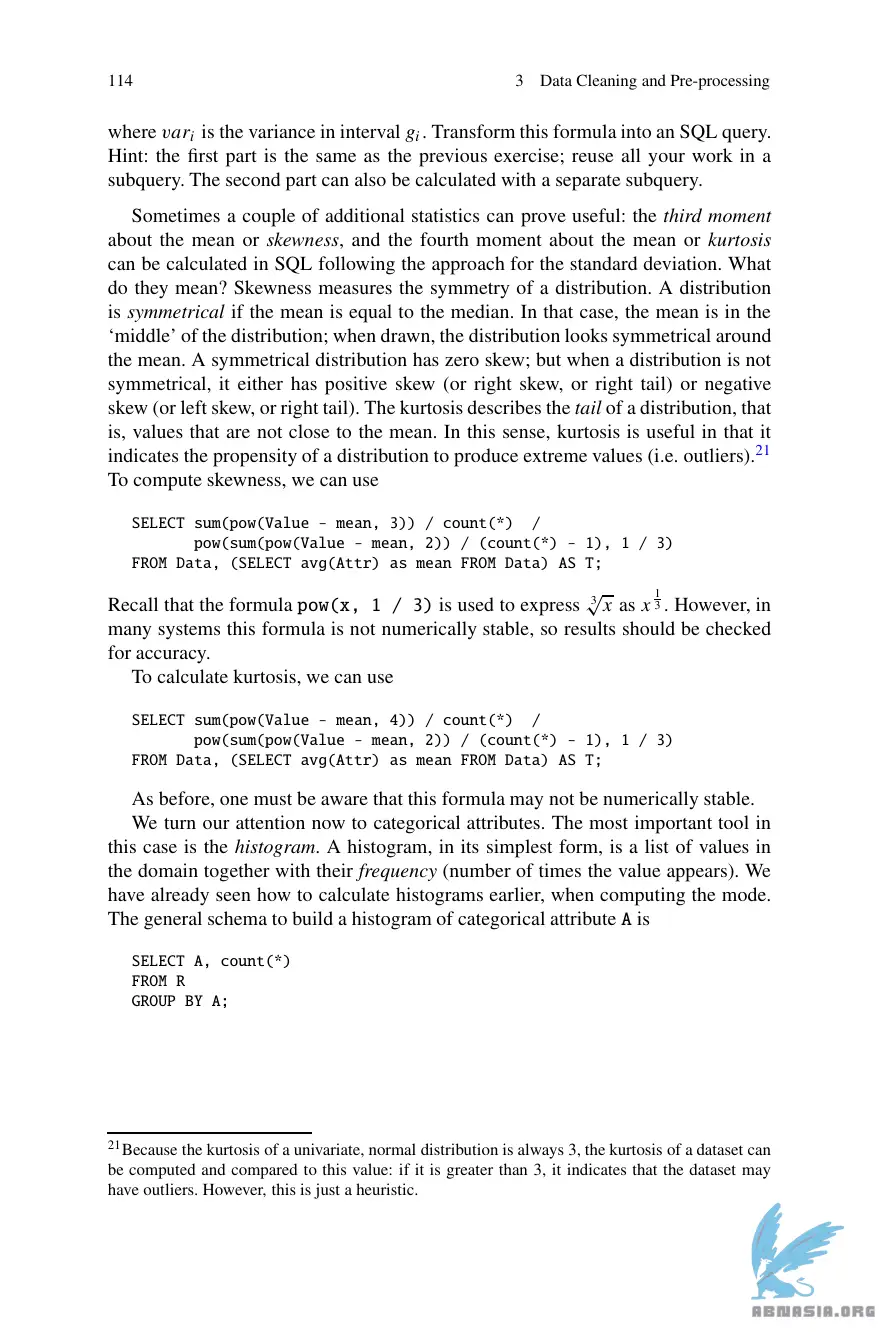 114
3 Data Cleaning and Pre-processing
where var_i is the variance in interval g_i. Transform this formula into an SQL query.
Hint: the first part is the same as the previous exercise; reuse all your work in a
subquery. The second part can also be calculated with a separate subquery.
Sometimes a couple of additional statistics can prove useful: the third moment
about the mean or skewness, and the fourth moment about the mean or kurtosis
can be calculated in SQL following the approach for the standard deviation. What
do they mean? Skewness measures the symmetry of a distribution. A distribution
is symmetrical if the mean is equal to the median. In that case, the mean is in the
‘middle’ of the distribution; when drawn, the distribution looks symmetrical around
the mean. A symmetrical distribution has zero skew; but when a distribution is not
symmetrical, it either has positive skew (or right skew, or right tail) or negative
skew (or left skew, or right tail). The kurtosis describes the tail of a distribution, that
is, values that are not close to the mean. In this sense, kurtosis is useful in that it
indicates the propensity of a distribution to produce extreme values (i.e. outliers).21
To compute skewness, we can use
SELECT sum(pow(Value - mean, 3)) / count(*) /
pow(sum(pow(Value - mean, 2)) / (count(*) - 1), 1 / 3)
FROM Data, (SELECT avg(Attr) as mean FROM Data) AS T;
Recall that the formula pow(x, 1 / 3) is used to express ∛x as x^(1/3). However, in
many systems this formula is not numerically stable, so results should be checked
for accuracy.
To calculate kurtosis, we can use
SELECT sum(pow(Value - mean, 4)) / count(*) /
pow(sum(pow(Value - mean, 2)) / (count(*) - 1), 1 / 3)
FROM Data, (SELECT avg(Attr) as mean FROM Data) AS T;
As before, one must be aware that this formula may not be numerically stable.
We turn our attention now to categorical attributes. The most important tool in
this case is the histogram. A histogram, in its simplest form, is a list of values in
the domain together with their frequency (number of times the value appears). We
have already seen how to calculate histograms earlier, when computing the mode.
The general schema to build a histogram of categorical attribute A is
SELECT A, count(*)
FROM R
GROUP BY A;
21Because the kurtosis of a univariate, normal distribution is always 3, the kurtosis of a dataset can
be computed and compared to this value: if it is greater than 3, it indicates that the dataset may
have outliers. However, this is just a heuristic.
ABNASIA.ORG